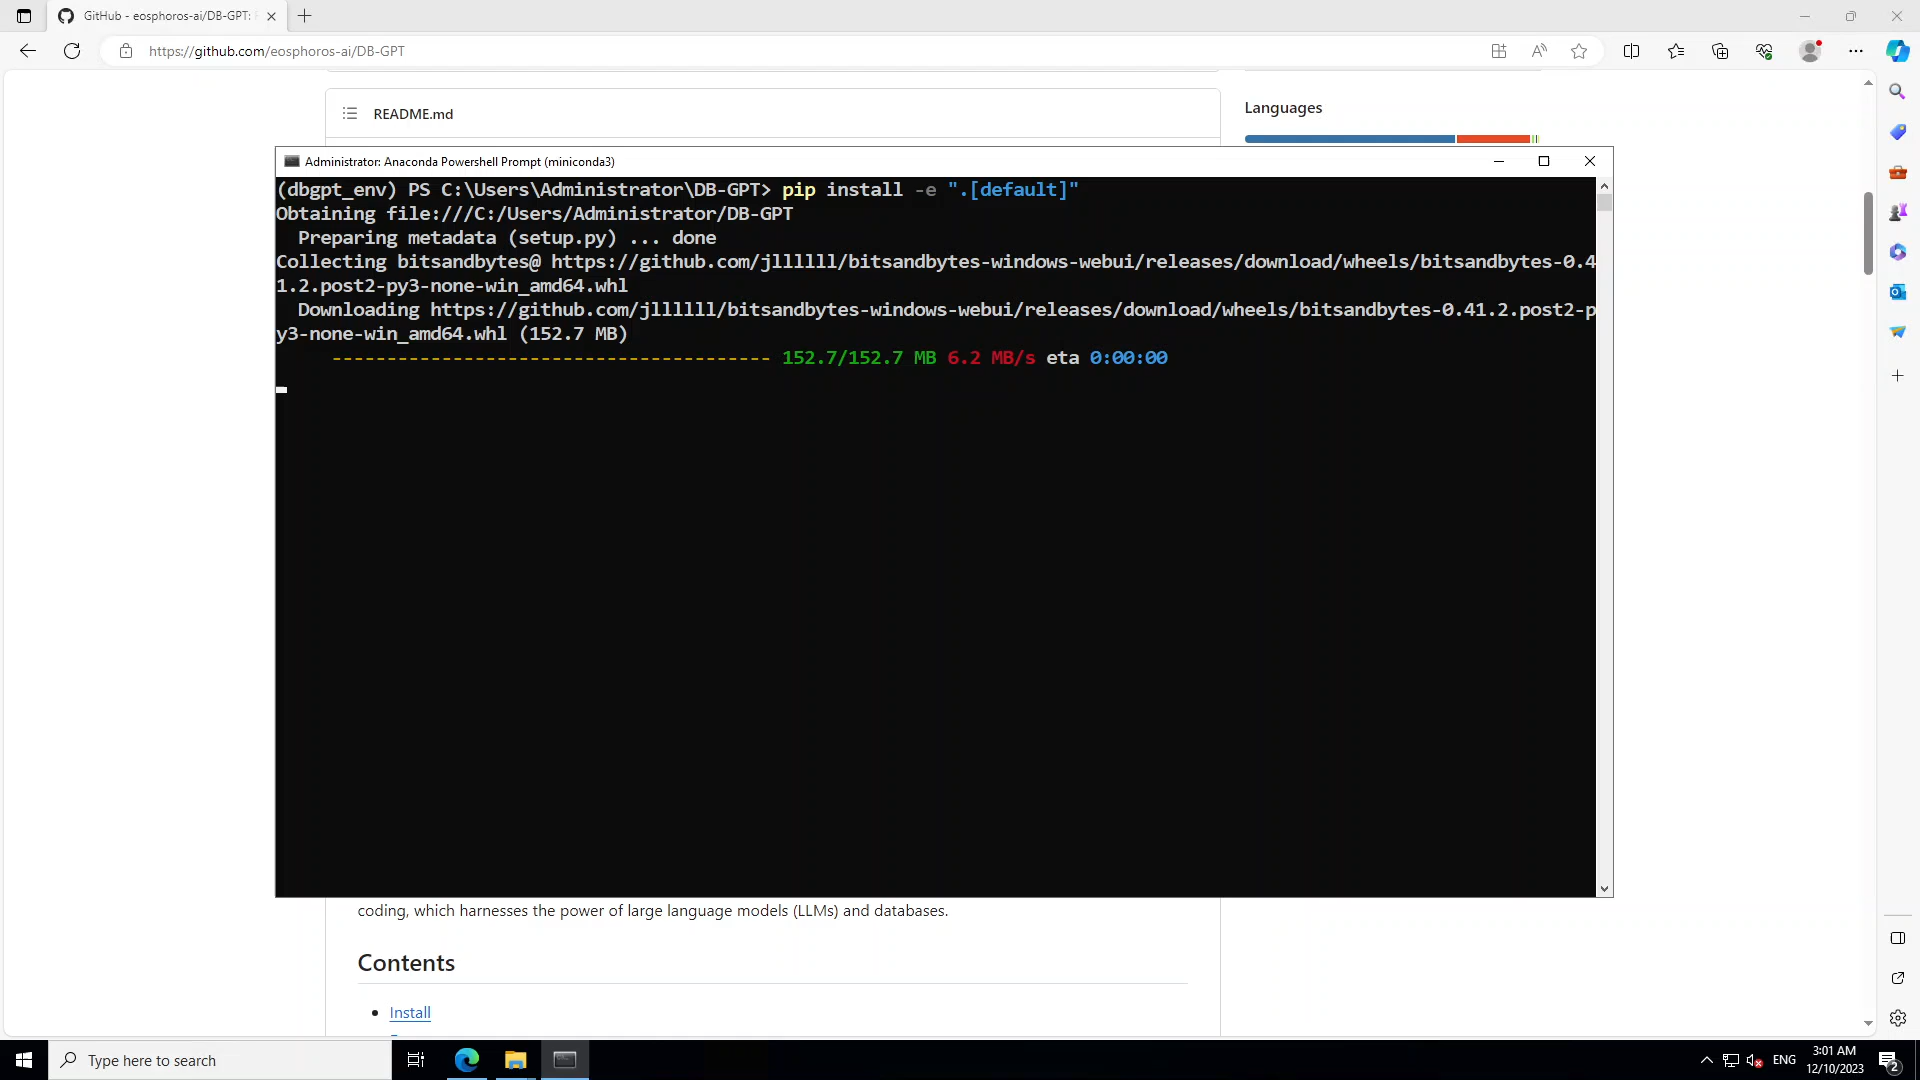 GitHub - eosphoros-ai/DB-GPT:
https://github.com/eosphoros-ai/DB-GPT
README.md
Languages
Administrator: Anaconda Powershell Prompt (miniconda3)
(dbgpt_env) PS C:\Users\Administrator\DB-GPT> pip install -e ".[default]"
Obtaining file:///C:/Users/Administrator/DB-GPT
Preparing metadata (setup.py) ... done
Collecting bitsandbytes@ https://github.com/jllllll/bitsandbytes-windows-webui/releases/download/wheels/bitsandbytes-0.4
1.2.post2-py3-none-win_amd64.whl
Downloading https://github.com/jllllll/bitsandbytes-windows-webui/releases/download/wheels/bitsandbytes-0.41.2.post2-p
y3-none-win_amd64.whl (152.7 MB)
---------------------------------------- 152.7/152.7 MB 6.2 MB/s eta 0:00:00
coding, which harnesses the power of large language models (LLMs) and databases.
Contents
Install
Type here to search
ENG
3:01 AM
12/10/2023
2